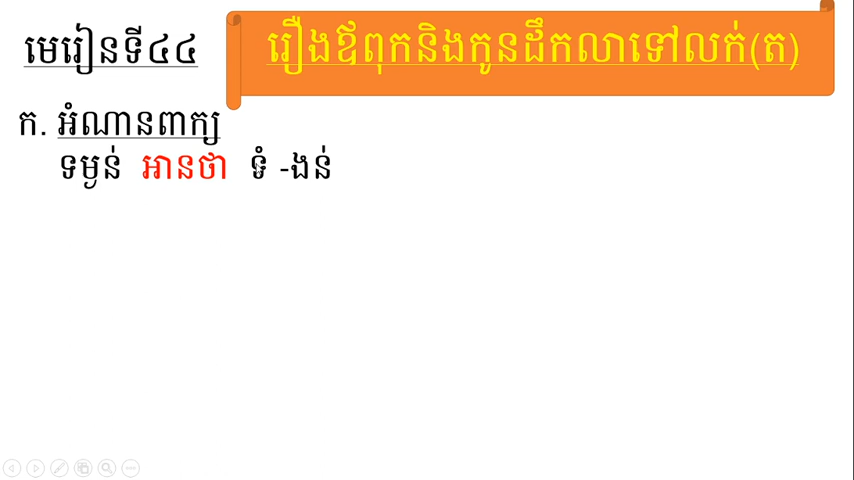 មេរៀនទី៤៤
រឿងឪពុកនិងកូនដឹកលាទៅលក់(ត)
ក. អំណានពាក្យ
ទម្ងន់ អានថា ទំ -ងន់